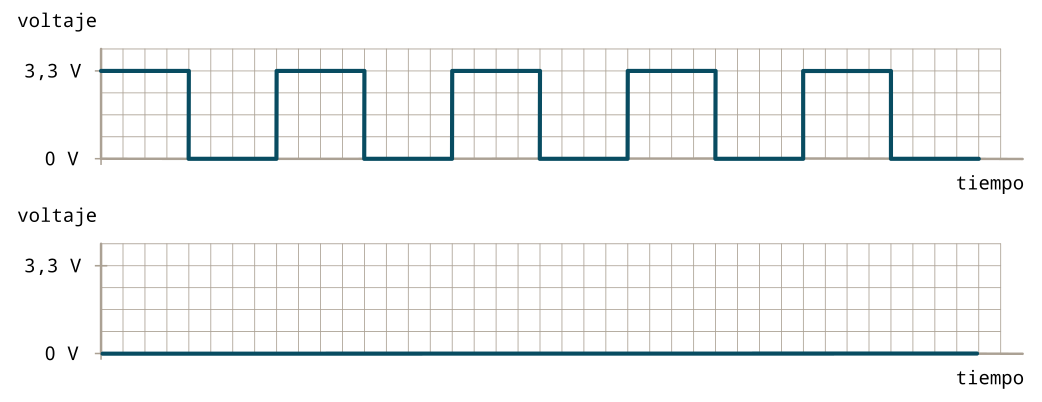 voltaje
3,3 V
0 V
tiempo
voltaje
3,3 V
0 V
tiempo